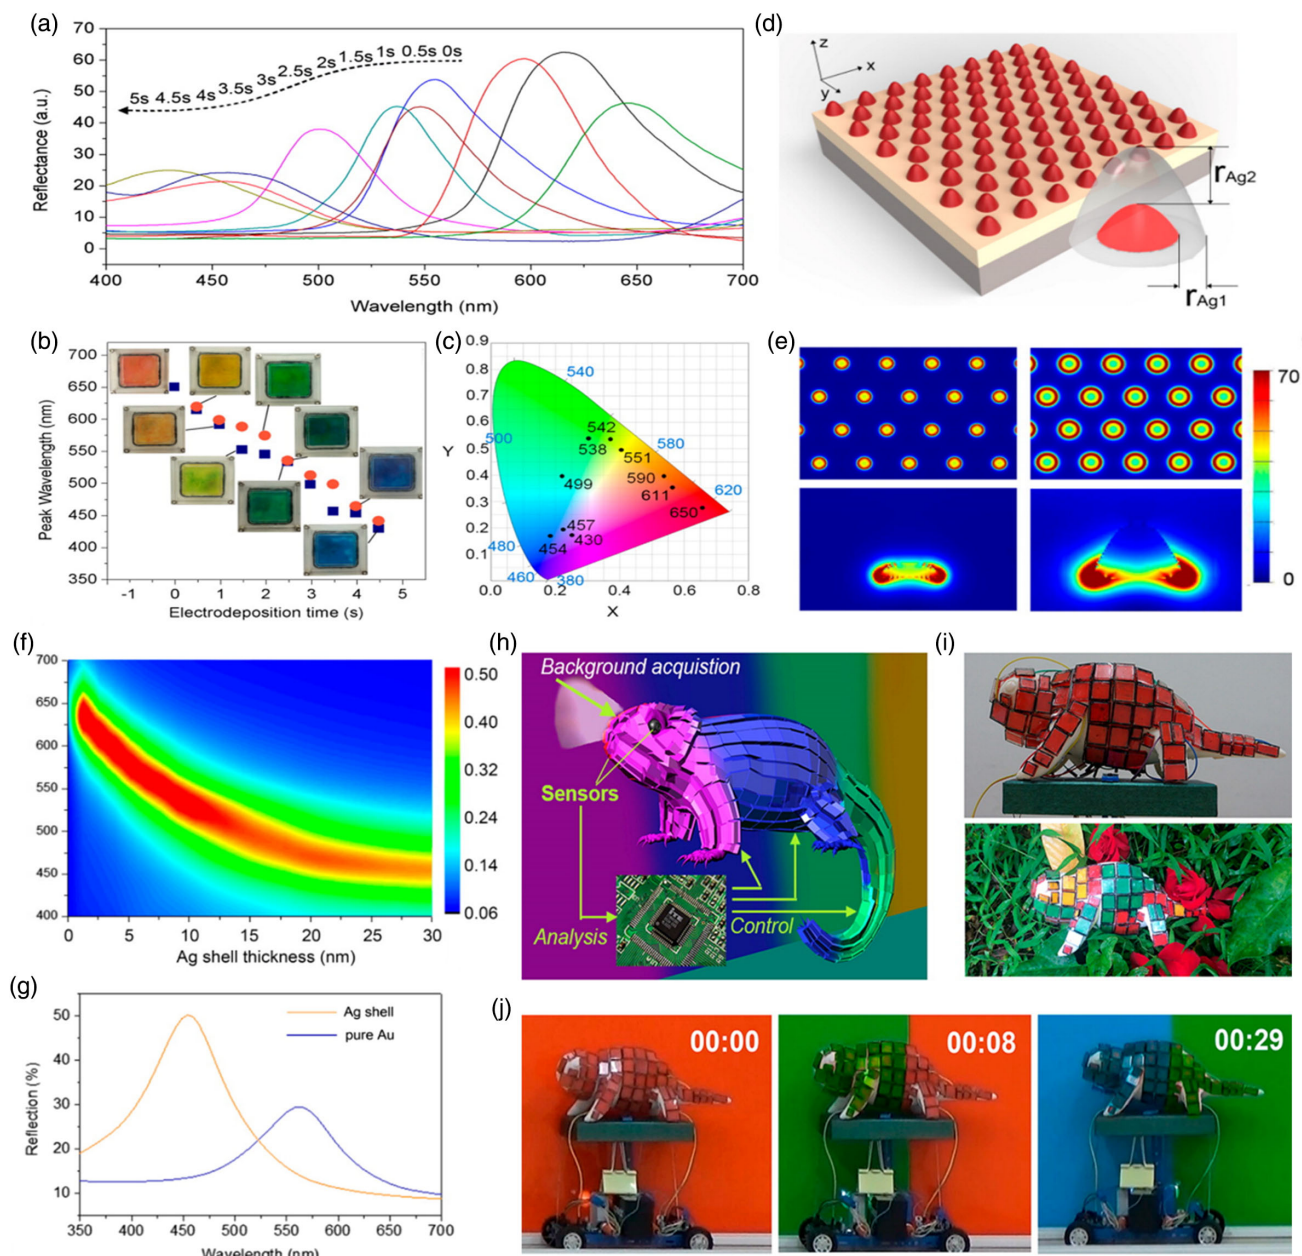 (a)
70
60
50
40
30
20
10
0
Reflectance (a.u.)
5s 4.5s 4s 3.5s 3s 2.5s 2s 1.5s 1s 0.5s 0s
400 450 500 550 600 650 700
Wavelength (nm)
(d)
z
x
y
rAg2
rAg1
(b)
700
650
600
550
500
450
400
350
Peak Wavelength (nm)
-1 0 1 2 3 4 5
Electrodeposition time (s)
(c)
0.9
0.8
0.7
0.6
0.5
0.4
0.3
0.2
0.1
Y
540
500
542
538
551
580
499
590
611
620
650
457
430
454
480
460
380
0.0 0.2 0.4 0.6 0.8
X
(e)
70
0
(f)
700
650
600
550
500
450
400
0 5 10 15 20 25 30
Ag shell thickness (nm)
0.50
0.40
0.32
0.24
0.14
0.06
(h)
Background acquistion
Sensors
Analysis
Control
(i)
(g)
50
40
30
20
10
Reflection (%)
Ag shell
pure Au
350 400 450 500 550 600 650 700
Wavelength (nm)
(j)
00:00
00:08
00:29